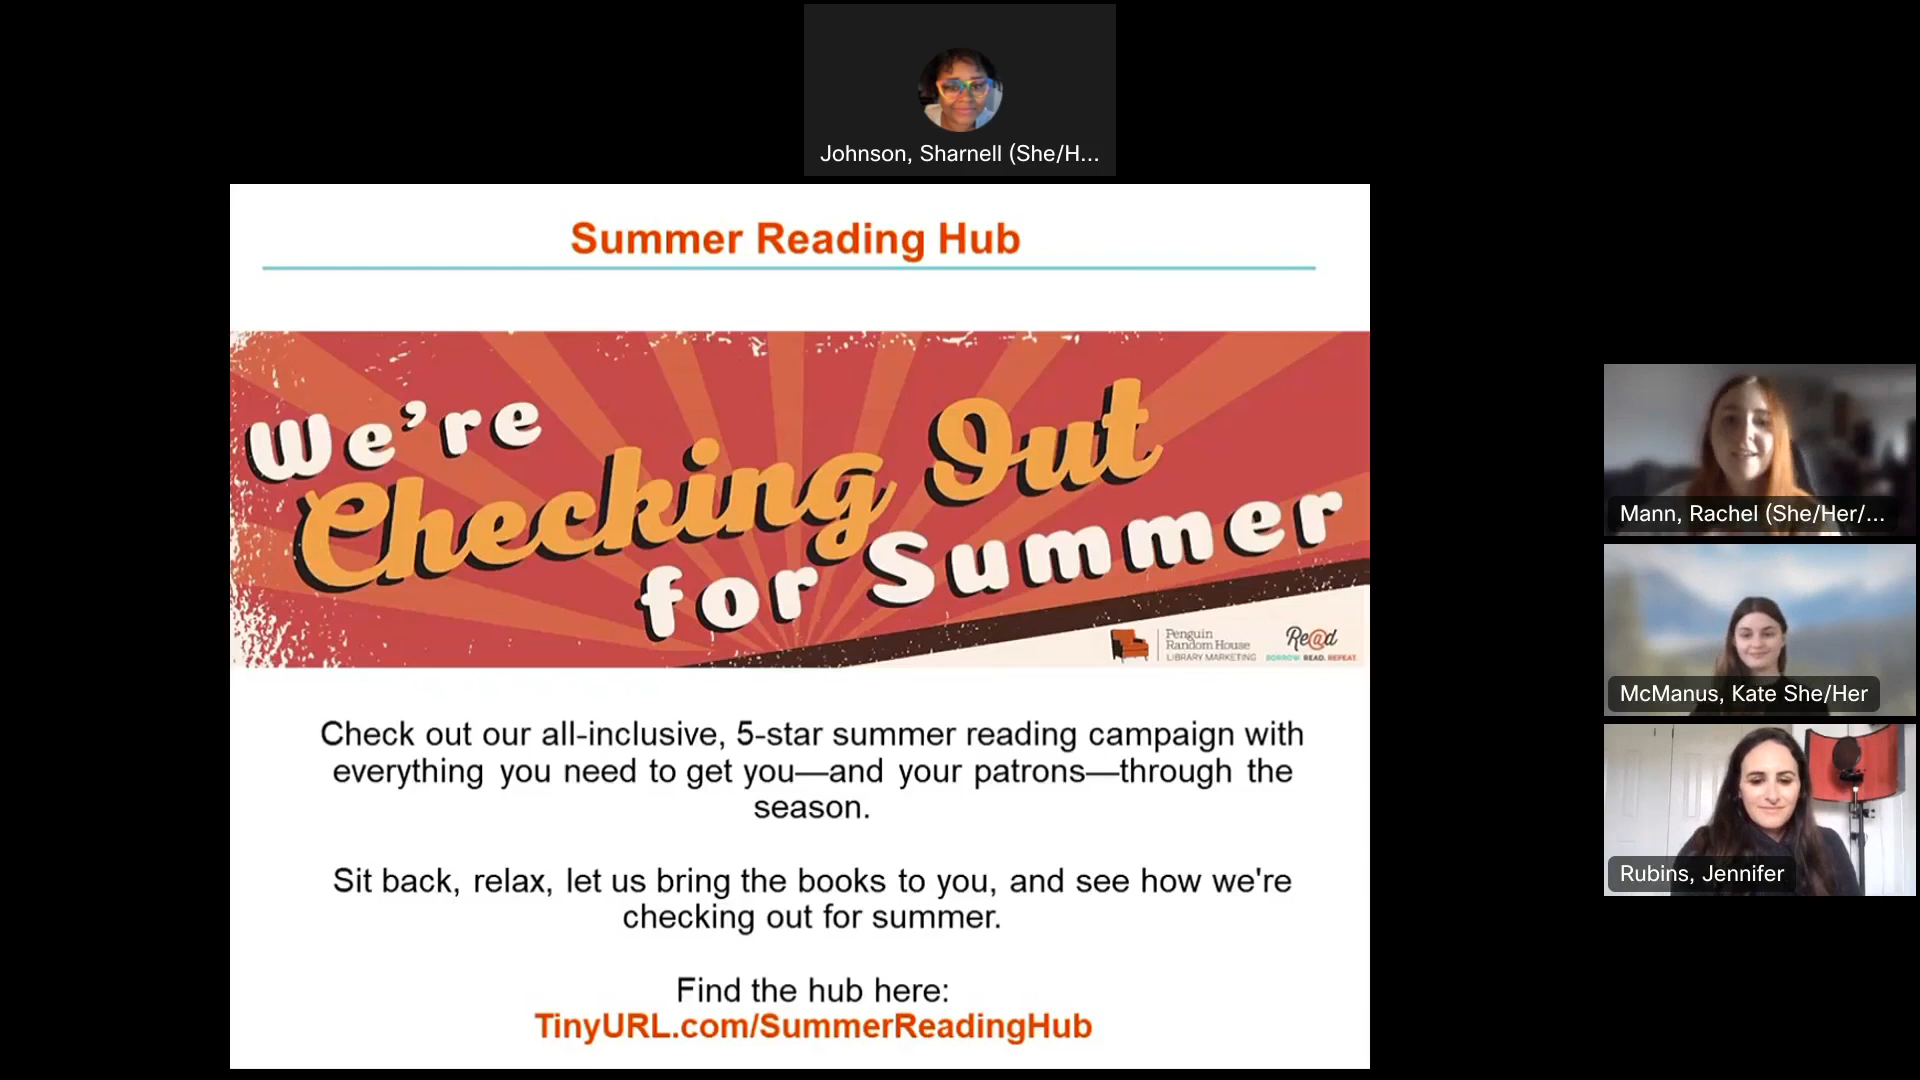 Johnson, Sharnell (She/H...
Summer Reading Hub
We're
Checking Out
for Summer
Penguin
Random House
LIBRARY MARKETING
Re@d
BORROW. READ. REPEAT.
Check out our all-inclusive, 5-star summer reading campaign with
everything you need to get you—and your patrons—through the
season.
Sit back, relax, let us bring the books to you, and see how we're
checking out for summer.
Find the hub here:
TinyURL.com/SummerReadingHub
Mann, Rachel (She/Her/...
McManus, Kate She/Her
Rubins, Jennifer